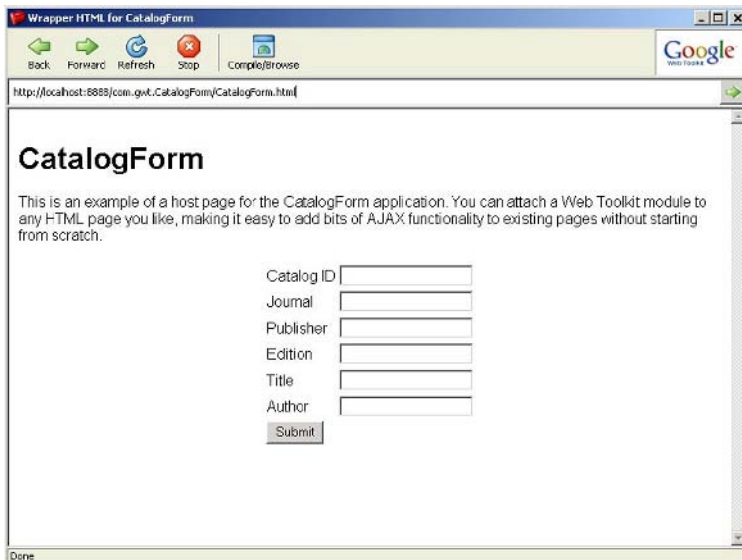 Wrapper HTML for CatalogForm
Back Forward Refresh Stop Compile/Browse
Google
Web Toolkit
http://localhost:8888/com.gwt.CatalogForm/CatalogForm.html
CatalogForm
This is an example of a host page for the CatalogForm application. You can attach a Web Toolkit module to
any HTML page you like, making it easy to add bits of AJAX functionality to existing pages without starting
from scratch.
Catalog ID
Journal
Publisher
Edition
Title
Author
Submit
Done